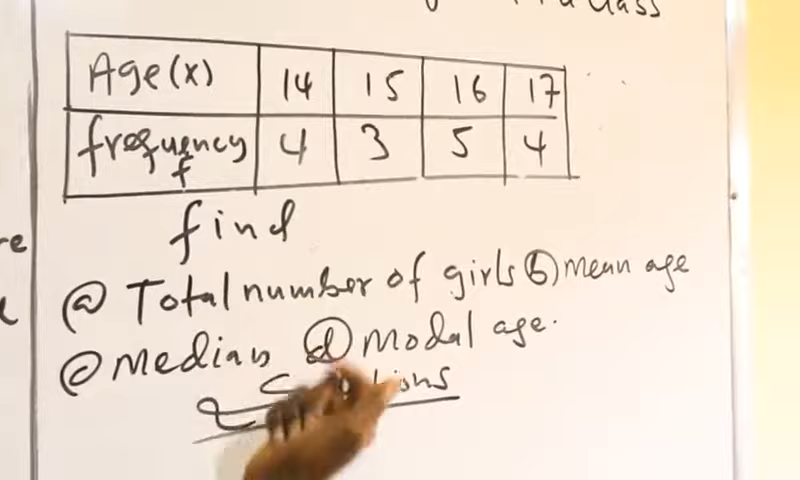 class
Age(x) 14 15 16 17
frequency f 4 3 5 4
find
(a) Total number of girls (b) mean age
(c) median (d) modal age.